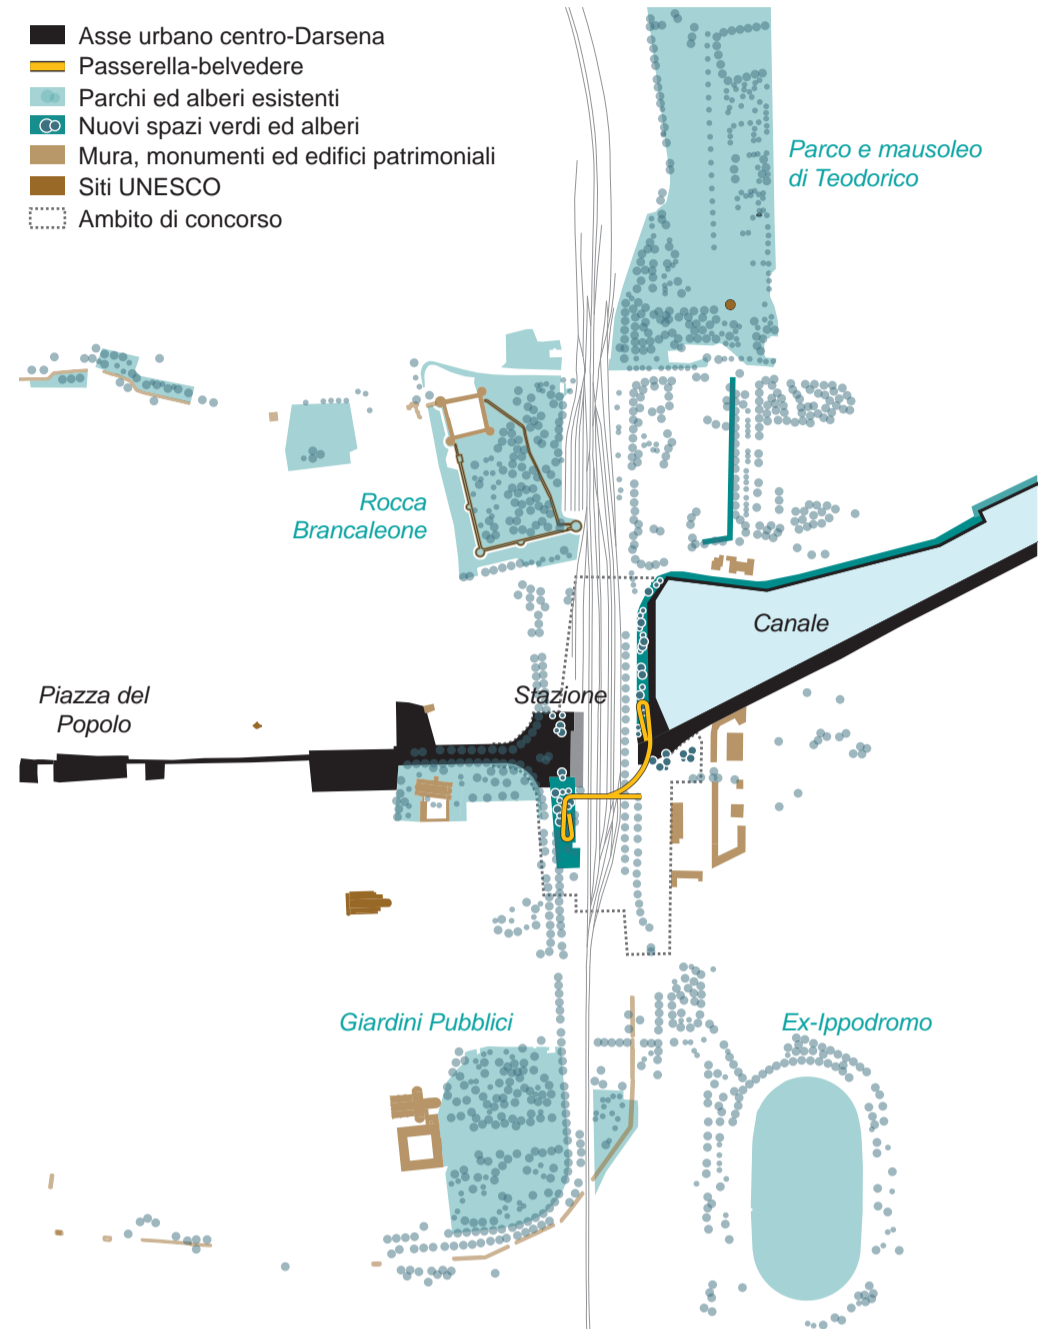 Asse urbano centro-Darsena
Passerella-belvedere
Parchi ed alberi esistenti
Nuovi spazi verdi ed alberi
Mura, monumenti ed edifici patrimoniali
Siti UNESCO
Ambito di concorso
Parco e mausoleo
di Teodorico
Rocca
Brancaleone
Canale
Piazza del
Popolo
Stazione
Giardini Pubblici
Ex-Ippodromo